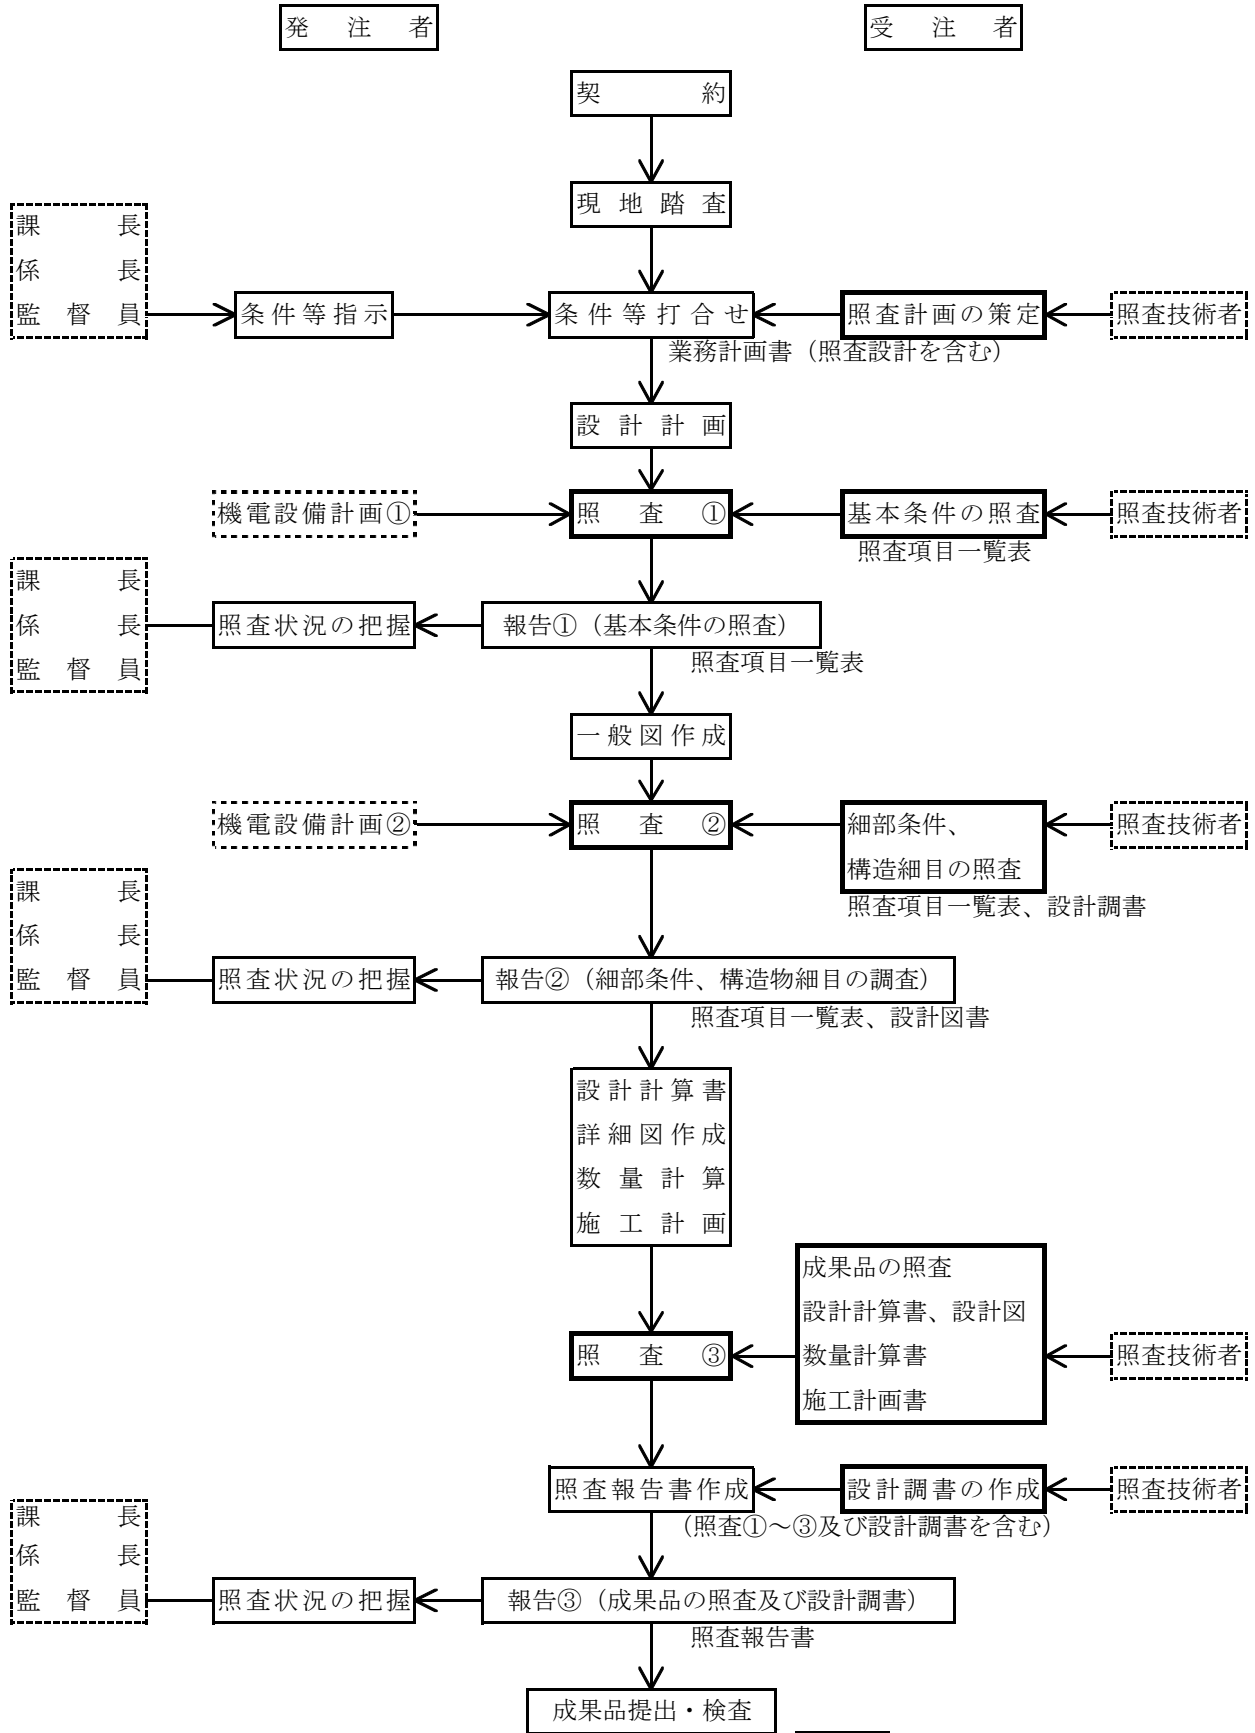 発注者
受注者
契約
現地踏査
課長
係長
監督員
条件等指示
条件等打合せ
照査計画の策定
照査技術者
業務計画書（照査設計を含む）
設計計画
機電設備計画①
照査①
基本条件の照査
照査技術者
照査項目一覧表
課長
係長
監督員
照査状況の把握
報告①（基本条件の照査）
照査項目一覧表
一般図作成
機電設備計画②
照査②
細部条件、
構造細目の照査
照査技術者
照査項目一覧表、設計調書
課長
係長
監督員
照査状況の把握
報告②（細部条件、構造物細目の調査）
照査項目一覧表、設計図書
設計計算書
詳細図作成
数量計算
施工計画
成果品の照査
設計計算書、設計図
数量計算書
施工計画書
照査③
照査技術者
照査報告書作成
設計調書の作成
照査技術者
（照査①～③及び設計調書を含む）
課長
係長
監督員
照査状況の把握
報告③（成果品の照査及び設計調書）
照査報告書
成果品提出・検査